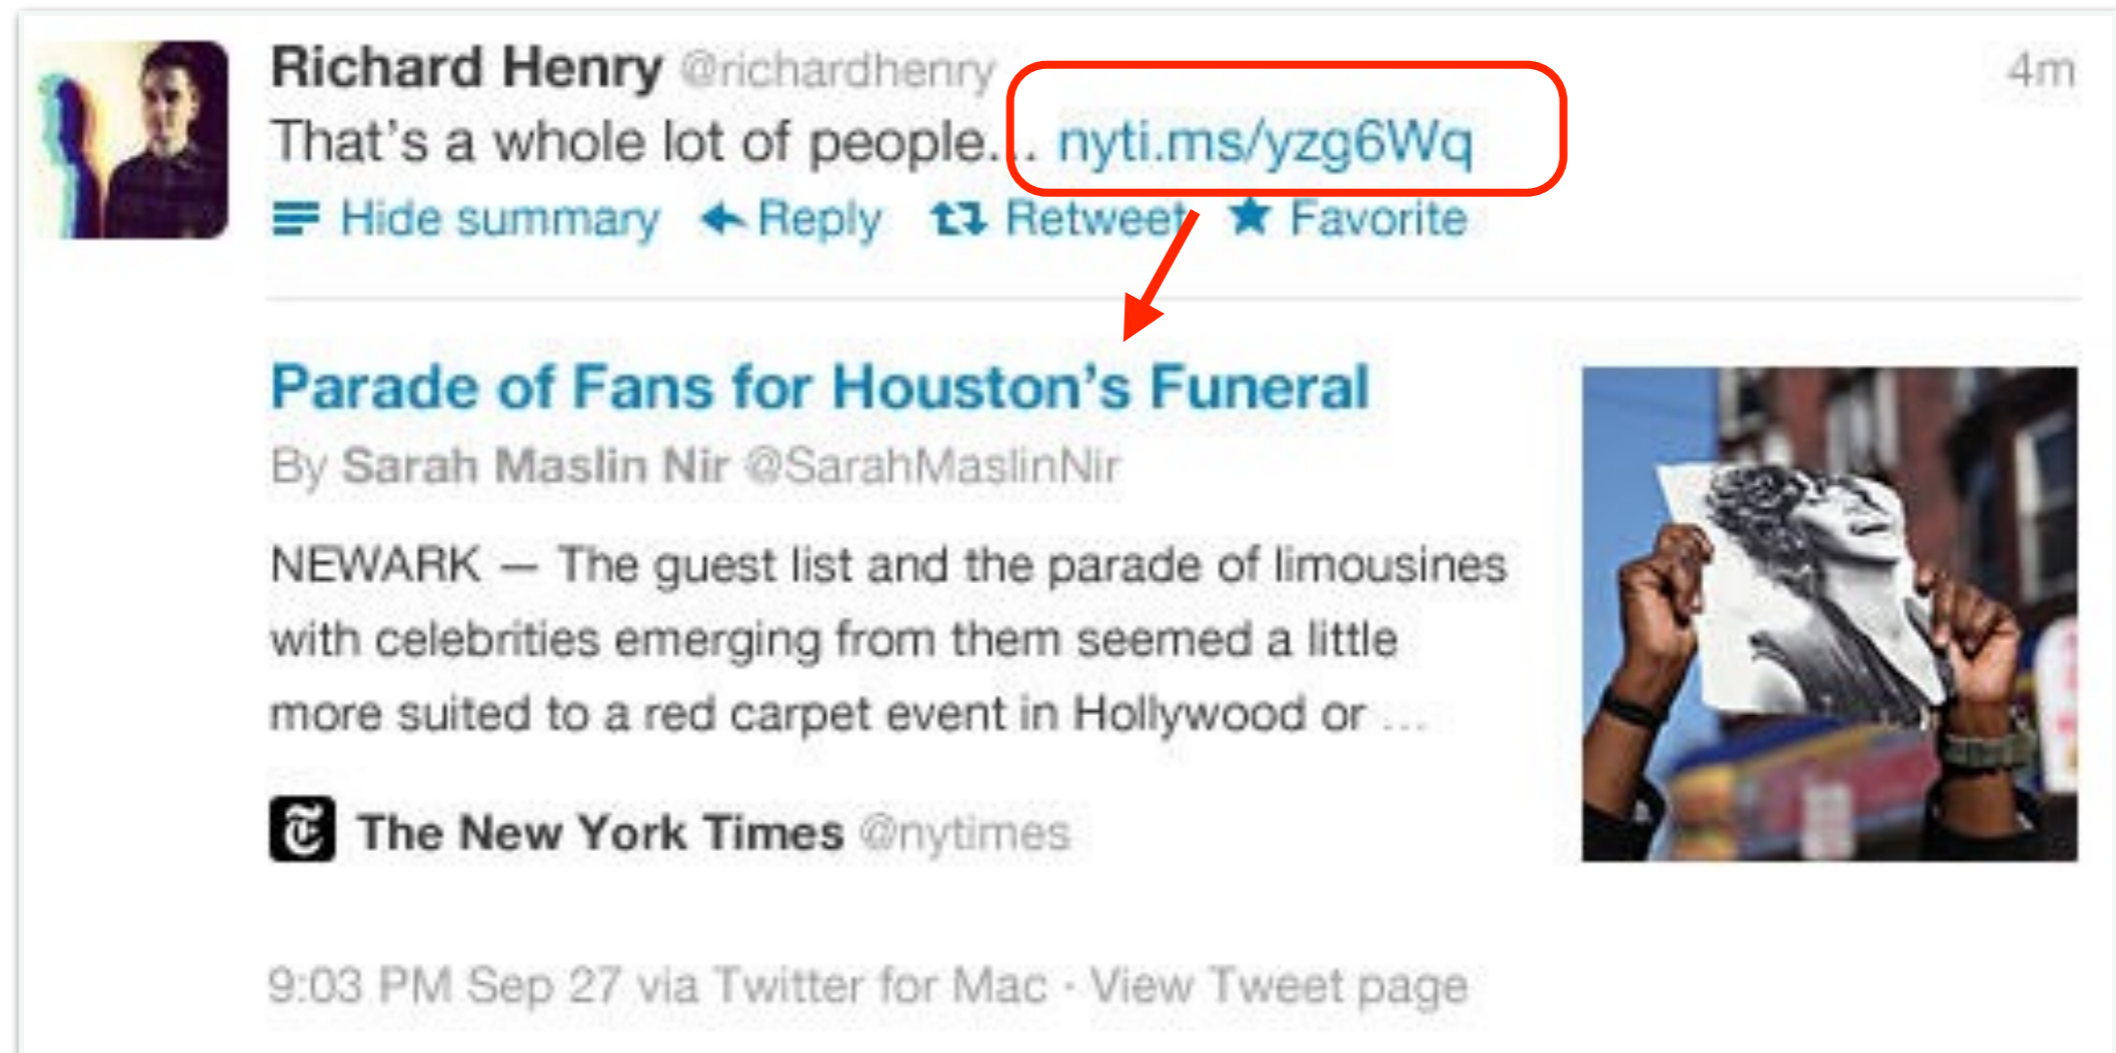 Richard Henry @richardhenry 4m
That's a whole lot of people... nyti.ms/yzg6Wq
Hide summary Reply Retweet Favorite
Parade of Fans for Houston's Funeral
By Sarah Maslin Nir @SarahMaslinNir
NEWARK — The guest list and the parade of limousines
with celebrities emerging from them seemed a little
more suited to a red carpet event in Hollywood or ...
The New York Times @nytimes
9:03 PM Sep 27 via Twitter for Mac · View Tweet page